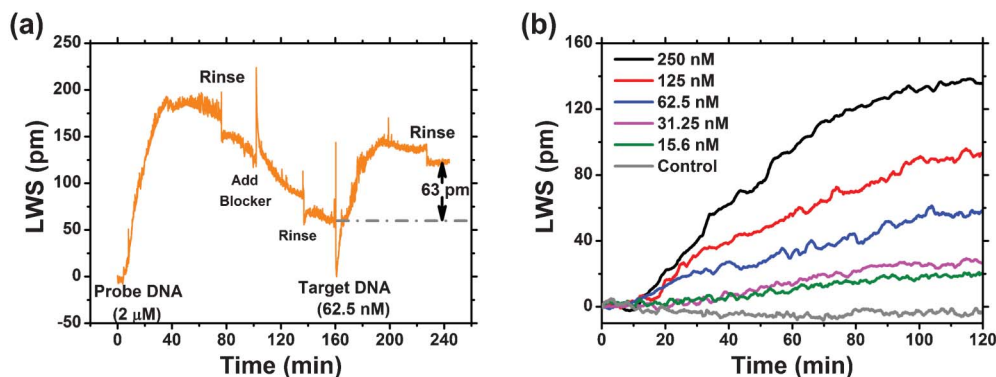 (a)
250
200
150
100
50
0
-50
LWS (pm)
Rinse
Add
Blocker
Rinse
Rinse
63 pm
Probe DNA
(2 µM)
Target DNA
(62.5 nM)
0 40 80 120 160 200 240
Time (min)
(b)
160
120
80
40
0
LWS (pm)
250 nM
125 nM
62.5 nM
31.25 nM
15.6 nM
Control
0 20 40 60 80 100 120
Time (min)